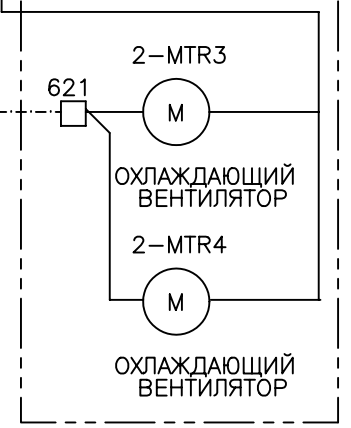 2-MTR3
621
M
ОХЛАЖДАЮЩИЙ
ВЕНТИЛЯТОР
2-MTR4
M
ОХЛАЖДАЮЩИЙ
ВЕНТИЛЯТОР